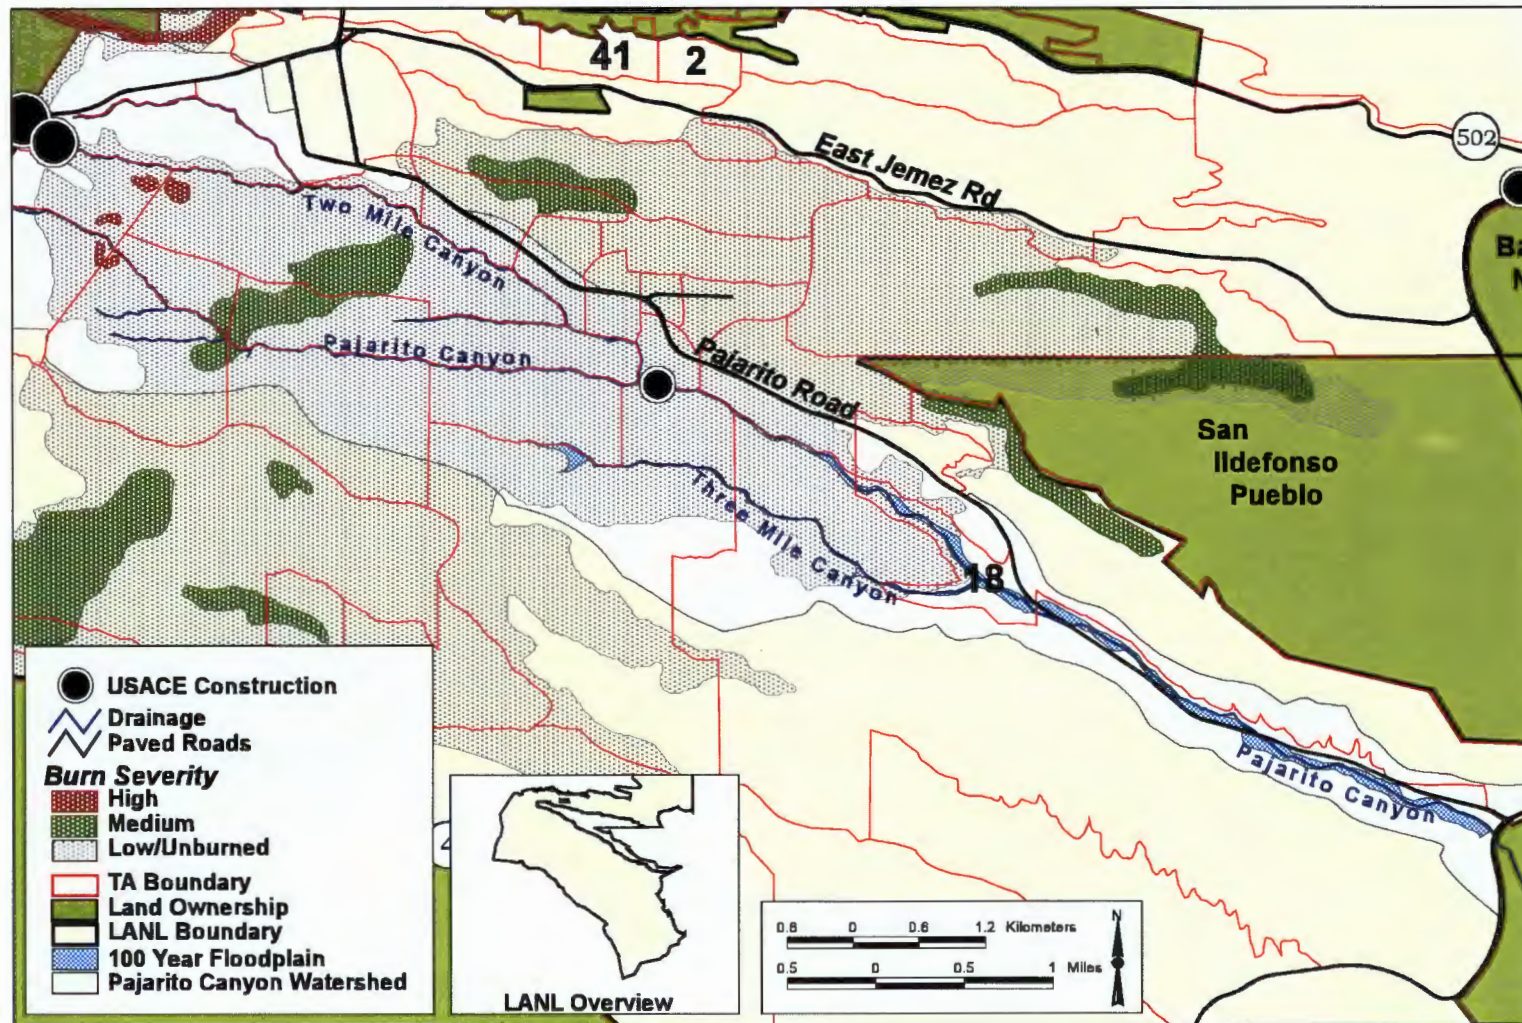 41
2
502
East Jemez Rd
Two Mile Canyon
Pajarito Canyon
Pajarito Road
Three Mile Canyon
18
San
Ildefonso
Pueblo
Pajarito Canyon
USACE Construction
Drainage
Paved Roads
Burn Severity
High
Medium
Low/Unburned
TA Boundary
Land Ownership
LANL Boundary
100 Year Floodplain
Pajarito Canyon Watershed
LANL Overview
0.6 0 0.6 1.2 Kilometers
0.5 0 0.5 1 Miles
N